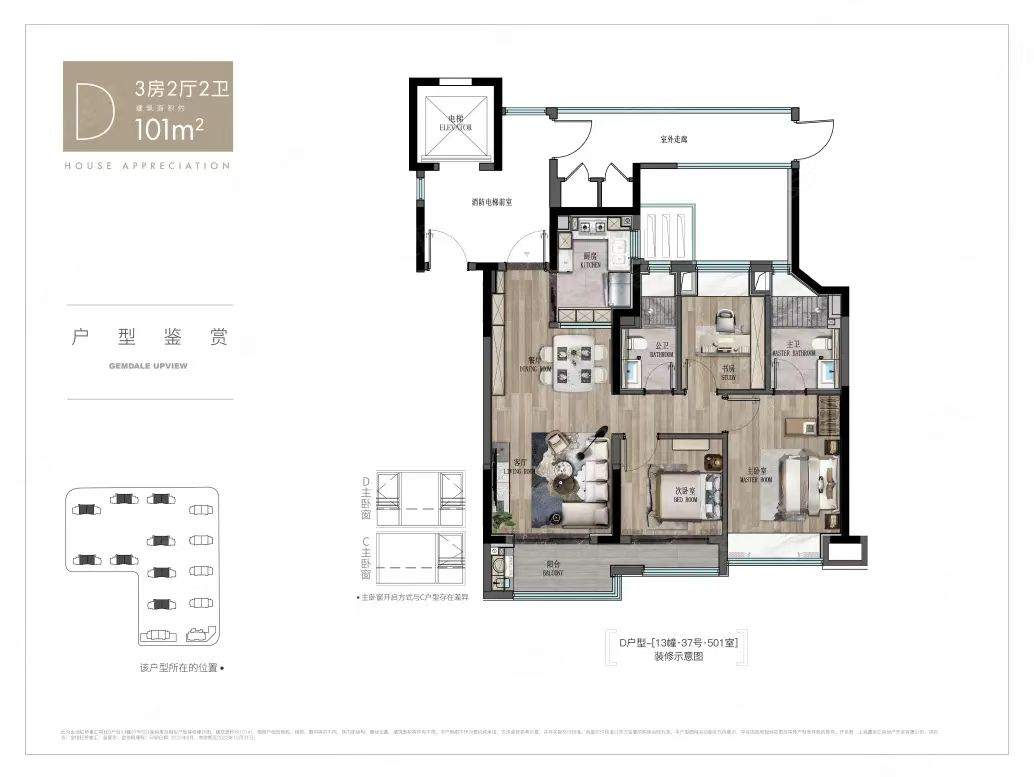 D
3房2厅2卫
建筑面积约
101m²
HOUSE APPRECIATION
户型鉴赏
GEMDALE UPVIEW
该户型所在的位置
电梯
ELEVATOR
室外走廊
消防电梯前室
厨房
KITCHEN
公卫
BATHROOM
主卫
MASTER BATHROOM
书房
STUDY
餐厅
DINING ROOM
客厅
LIVING ROOM
次卧室
BED ROOM
主卧室
MASTER ROOM
阳台
BALCONY
D主卧窗
C主卧窗
•主卧窗开启方式与C户型存在差异
D户型-[13幢·37号·501室]
装修示意图